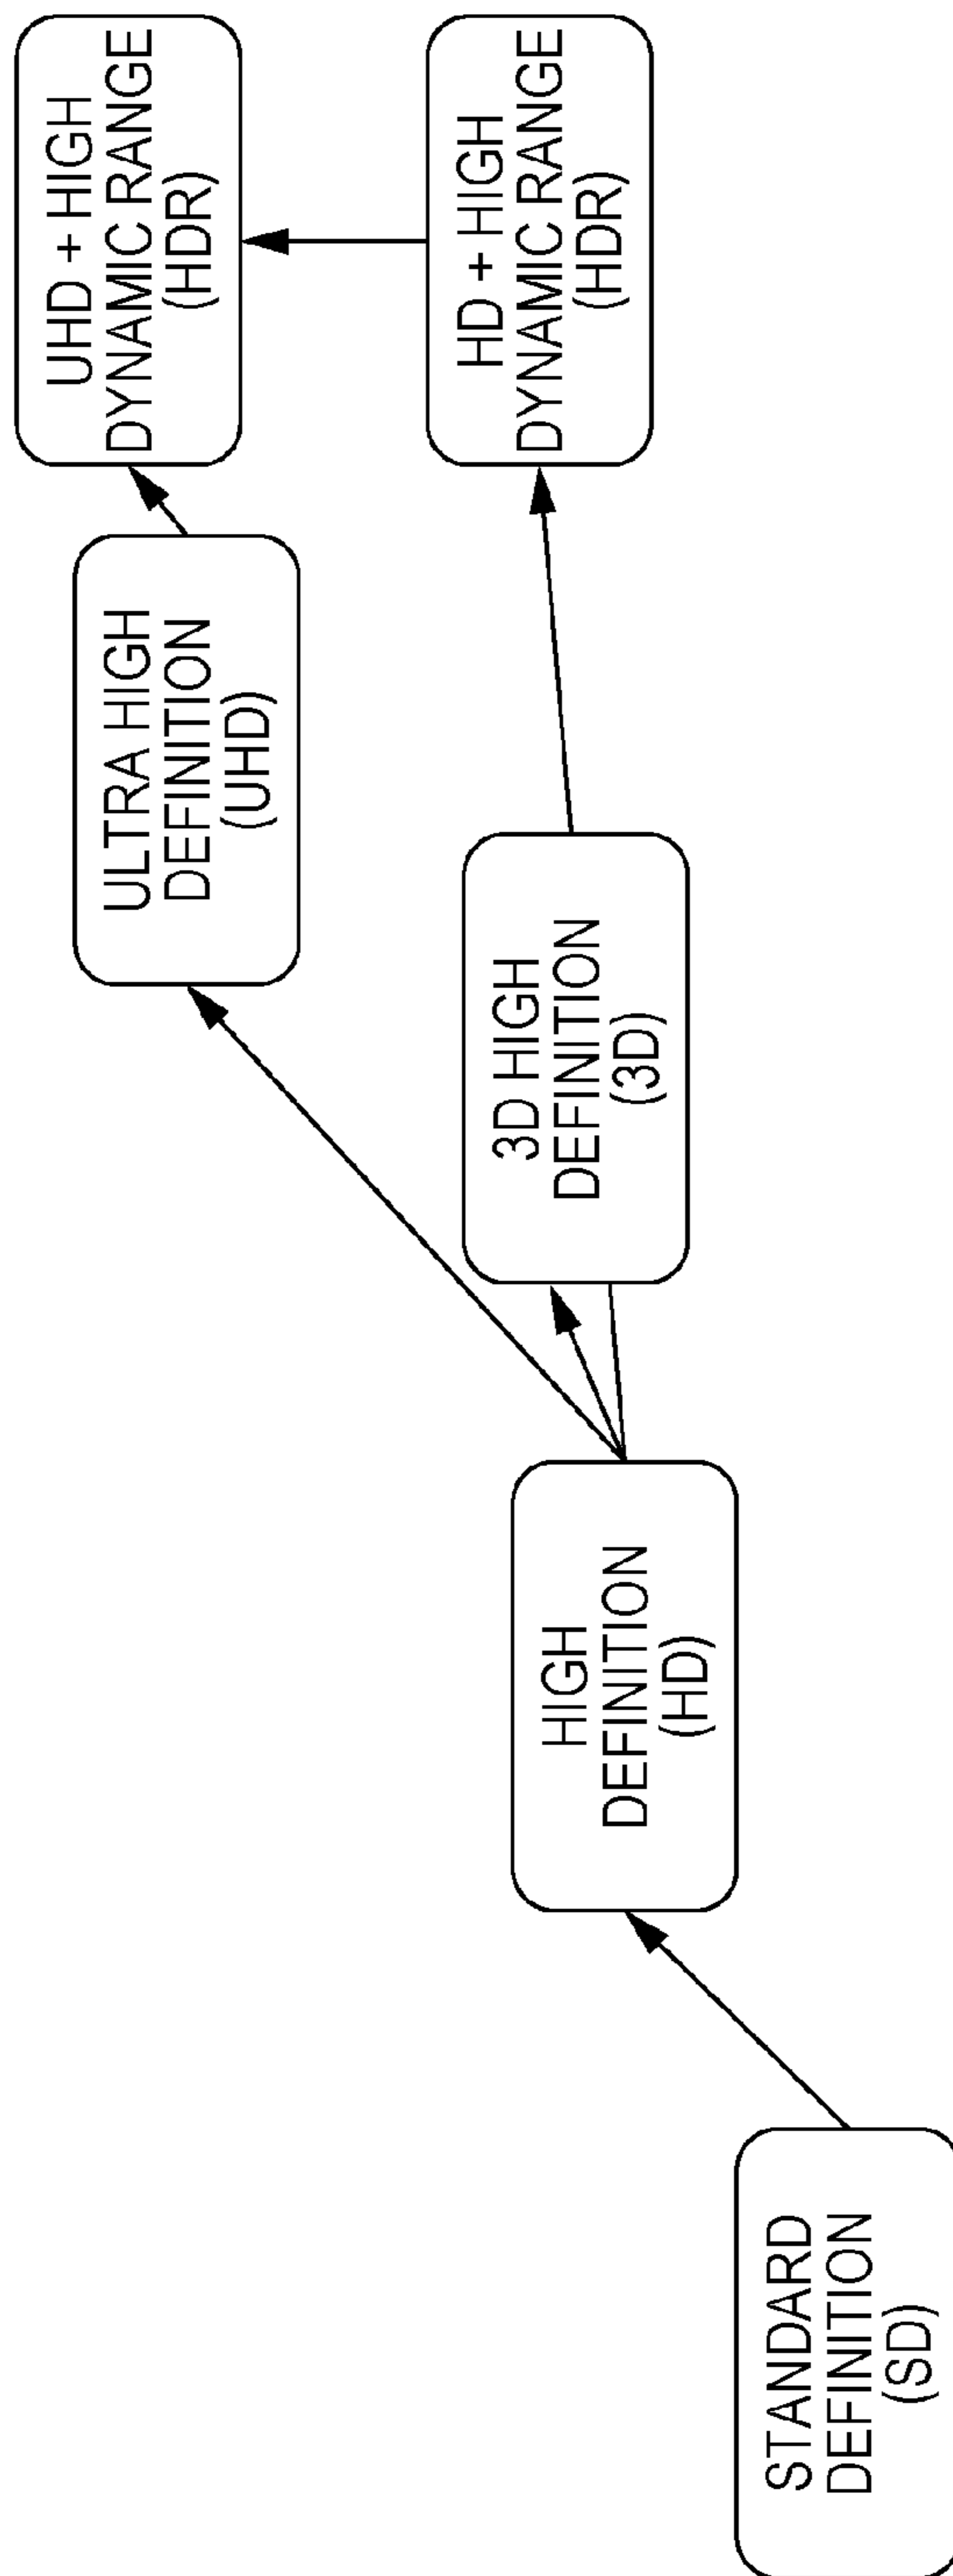 STANDARD
DEFINITION
(SD)
HIGH
DEFINITION
(HD)
3D HIGH
DEFINITION
(3D)
ULTRA HIGH
DEFINITION
(UHD)
UHD + HIGH
DYNAMIC RANGE
(HDR)
HD + HIGH
DYNAMIC RANGE
(HDR)